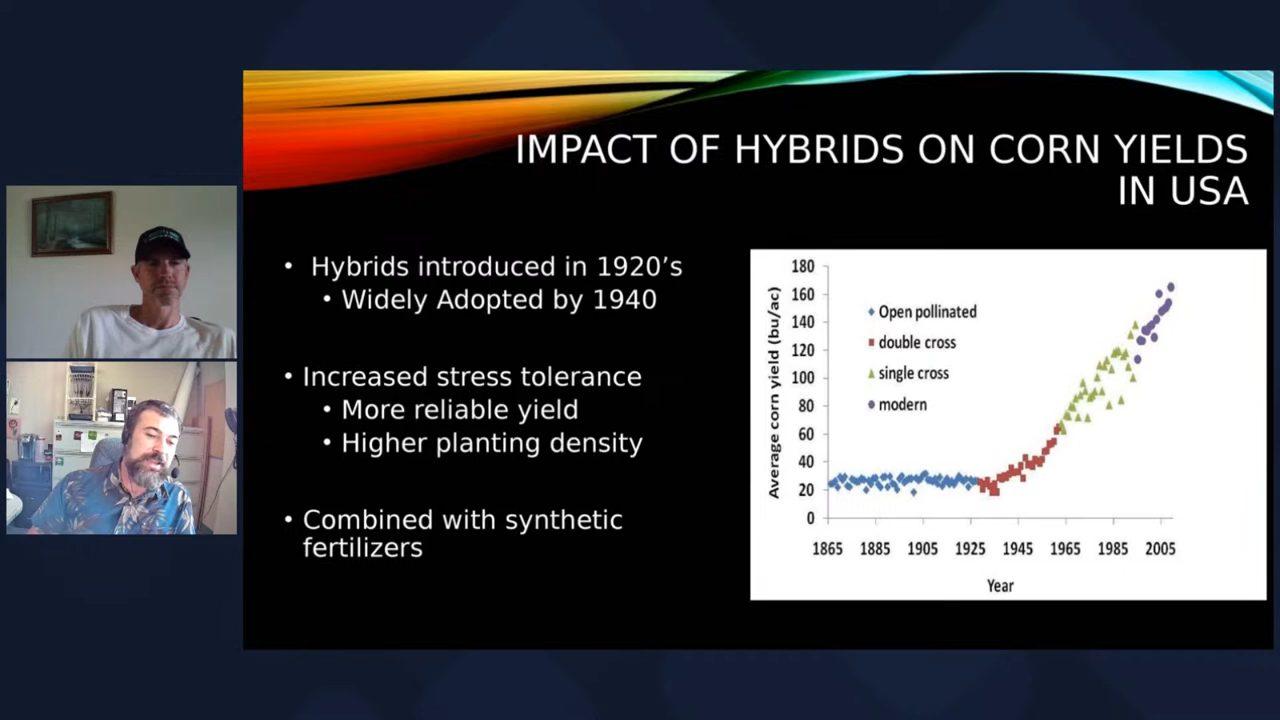 IMPACT OF HYBRIDS ON CORN YIELDS
IN USA
• Hybrids introduced in 1920’s
• Widely Adopted by 1940
• Increased stress tolerance
• More reliable yield
• Higher planting density
• Combined with synthetic
fertilizers
Average corn yield (bu/ac)
180
160
140
120
100
80
60
40
20
0
Open pollinated
double cross
single cross
modern
1865 1885 1905 1925 1945 1965 1985 2005
Year